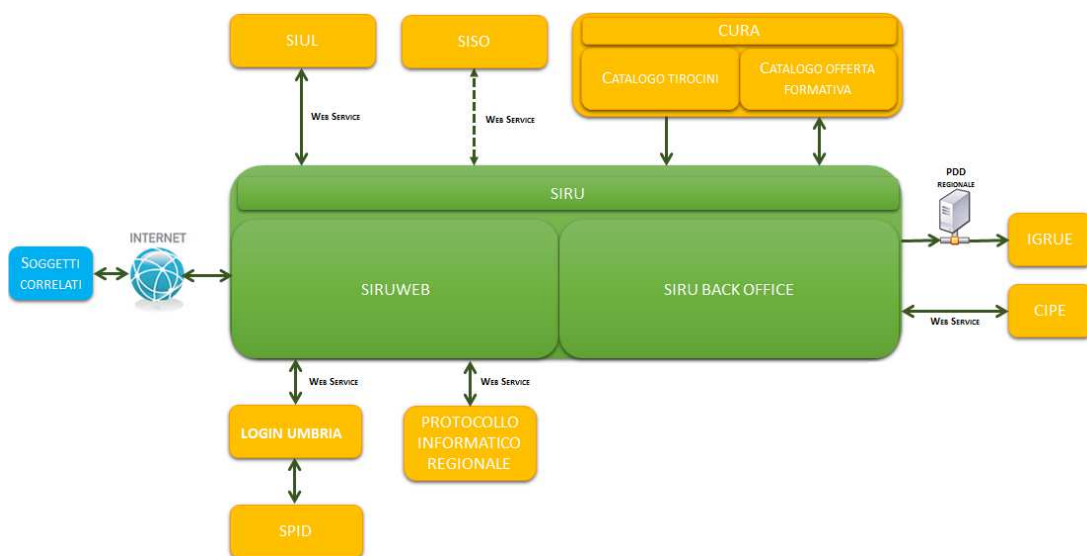 SIUL
SISO
CURA
CATALOGO TIROCINI
CATALOGO OFFERTA
FORMATIVA
WEB SERVICE
WEB SERVICE
PDD
REGIONALE
SIRU
INTERNET
SOGGETTI
CORRELATI
SIRUWEB
SIRU BACK OFFICE
IGRUE
CIPE
WEB SERVICE
WEB SERVICE
WEB SERVICE
LOGIN UMBRIA
PROTOCOLLO
INFORMATICO
REGIONALE
SPID